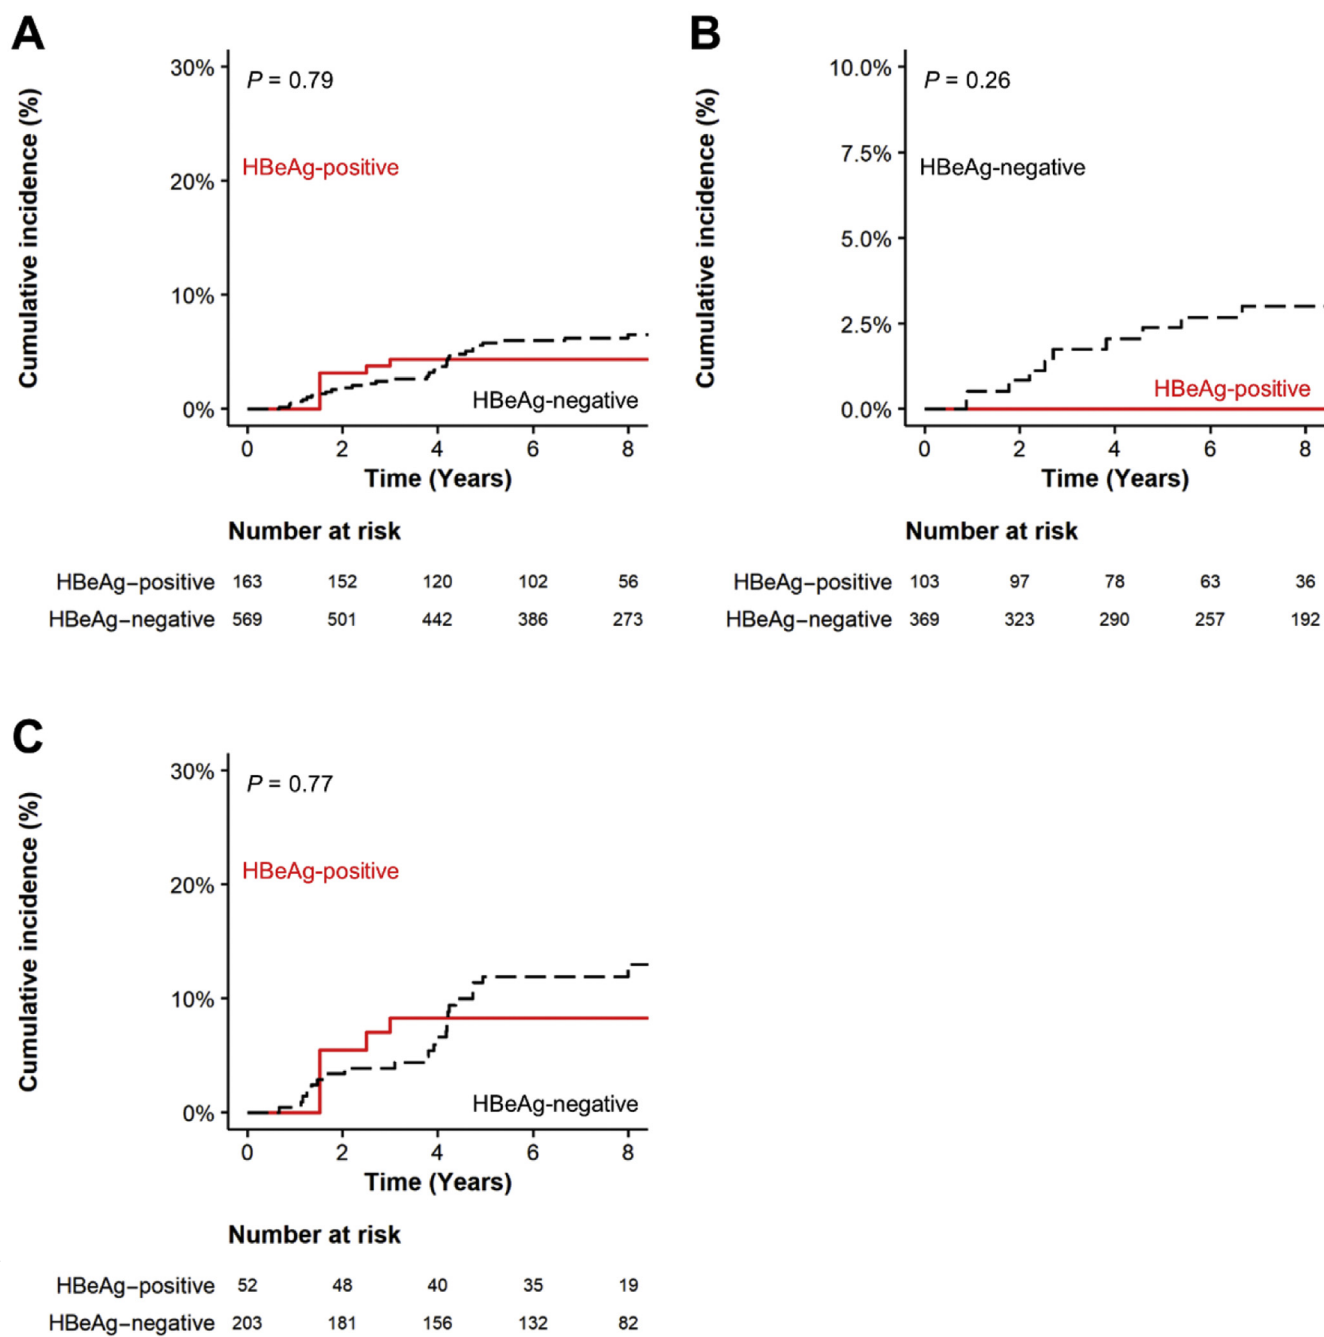 A
Cumulative incidence (%)
30%
20%
10%
0%
P = 0.79
HBeAg-positive
HBeAg-negative
0 2 4 6 8
Time (Years)
Number at risk
HBeAg−positive 163 152 120 102 56
HBeAg−negative 569 501 442 386 273
B
Cumulative incidence (%)
10.0%
7.5%
5.0%
2.5%
0.0%
P = 0.26
HBeAg-negative
HBeAg-positive
0 2 4 6 8
Time (Years)
Number at risk
HBeAg−positive 103 97 78 63 36
HBeAg−negative 369 323 290 257 192
C
Cumulative incidence (%)
30%
20%
10%
0%
P = 0.77
HBeAg-positive
HBeAg-negative
0 2 4 6 8
Time (Years)
Number at risk
HBeAg−positive 52 48 40 35 19
HBeAg−negative 203 181 156 132 82